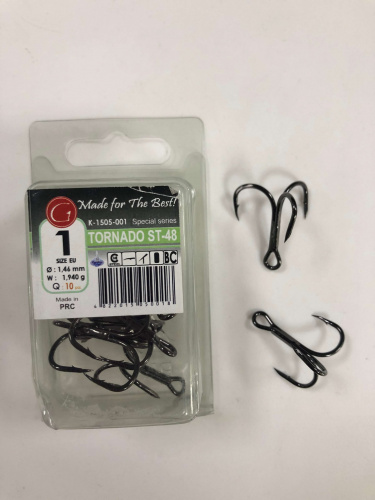 Made for The Best!!
K-1505-001 Special series
1
TORNADO ST-48
SIZE EU
Ø : 1,46 mm
W : 1,940 g
Q 10
BC
Made in
PRC